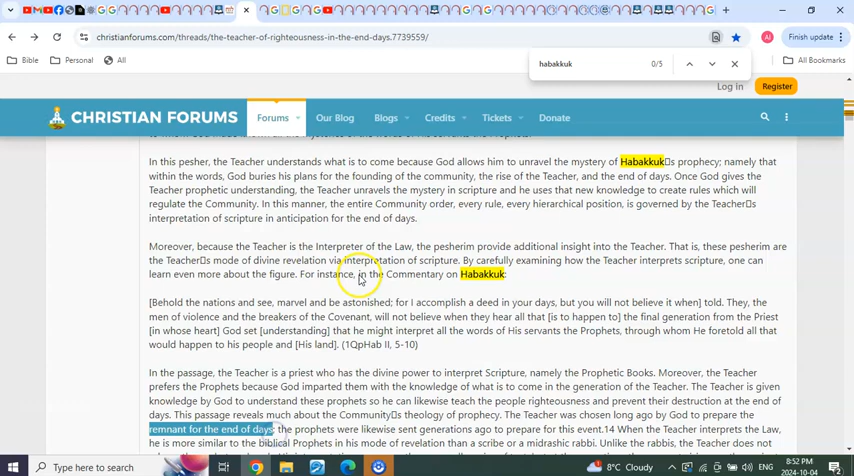 christianforums.com/threads/the-teacher-of-righteousness-in-the-end-days.7739559/
AI
Finish update
Bible
Personal
All
habakkuk
0/5
All Bookmarks
Log in
Register
CHRISTIAN FORUMS
Forums
Our Blog
Blogs
Credits
Tickets
Donate
In this pesher, the Teacher understands what is to come because God allows him to unravel the mystery of Habakkuk▯s prophecy; namely that
within the words, God buries his plans for the founding of the community, the rise of the Teacher, and the end of days. Once God gives the
Teacher prophetic understanding, the Teacher unravels the mystery in scripture and he uses that new knowledge to create rules which will
regulate the Community. In this manner, the entire Community order, every rule, every hierarchical position, is governed by the Teacher▯s
interpretation of scripture in anticipation for the end of days.
Moreover, because the Teacher is the Interpreter of the Law, the pesherim provide additional insight into the Teacher. That is, these pesharim are
the Teacher▯s mode of divine revelation via interpretation of scripture. By carefully examining how the Teacher interprets scripture, one can
learn even more about the figure. For instance, in the Commentary on Habakkuk:
[Behold the nations and see, marvel and be astonished; for I accomplish a deed in your days, but you will not believe it when] told. They, the
men of violence and the breakers of the Covenant, will not believe when they hear all that [is to happen to] the final generation from the Priest
[in whose heart] God set [understanding] that he might interpret all the words of His servants the Prophets, through whom He foretold all that
would happen to his people and [His land]. (1QpHab II, 5-10)
In the passage, the Teacher is a priest who has the divine power to interpret Scripture, namely the Prophetic Books. Moreover, the Teacher
prefers the Prophets because God imparted them with the knowledge of what is to come in the generation of the Teacher. The Teacher is given
knowledge by God to understand these prophets so he can likewise teach the people righteousness and prevent their destruction at the end of
days. This passage reveals much about the Community▯s theology of prophecy. The Teacher was chosen long ago by God to prepare the
remnant for the end of days; the prophets were likewise sent generations ago to prepare for this event.14 When the Teacher interprets the Law,
he is more similar to the biblical Prophets in his mode of revelation than a scribe or a midrashic rabbi. Unlike the rabbis, the Teacher does not
Type here to search
8°C Cloudy
8:52 PM
2024-10-04